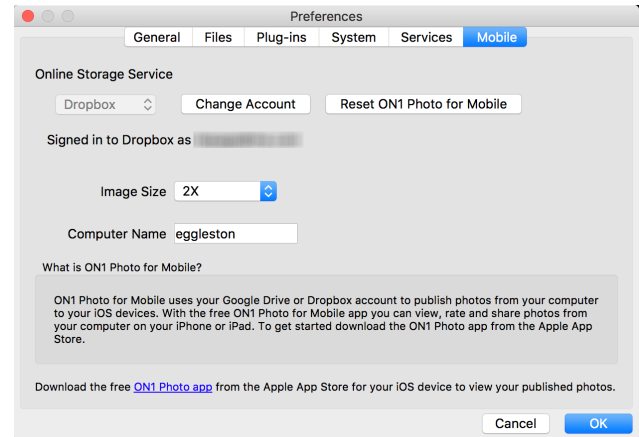 Preferences
General Files Plug-ins System Services Mobile
Online Storage Service
Dropbox Change Account Reset ON1 Photo for Mobile
Signed in to Dropbox as
Image Size 2X
Computer Name eggleston
What is ON1 Photo for Mobile?
ON1 Photo for Mobile uses your Google Drive or Dropbox account to publish photos from your computer
to your iOS devices. With the free ON1 Photo for Mobile app you can view, rate and share photos from
your computer on your iPhone or iPad. To get started download the ON1 Photo app from the Apple App
Store.
Download the free ON1 Photo app from the Apple App Store for your iOS device to view your published photos.
Cancel OK